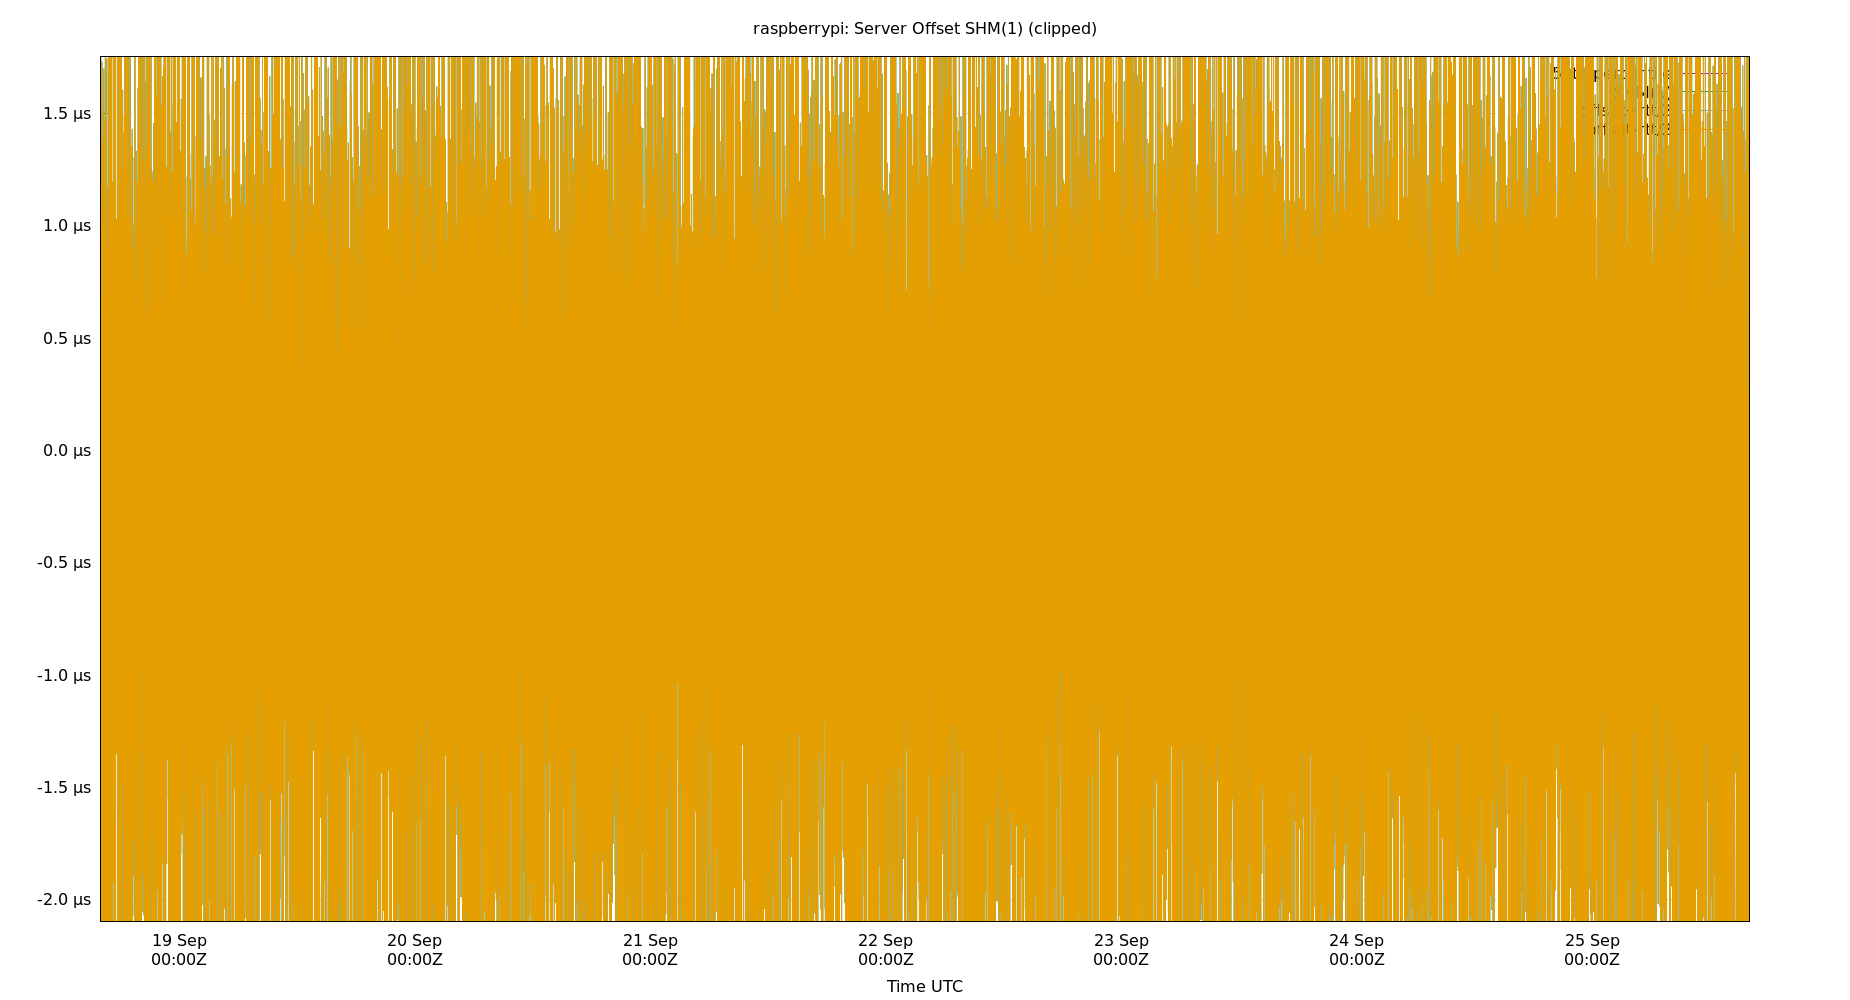 raspberrypi: Server Offset SHM(1) (clipped)
1.5 µs
1.0 µs
0.5 µs
0.0 µs
-0.5 µs
-1.0 µs
-1.5 µs
-2.0 µs
19 Sep
00:00Z
20 Sep
00:00Z
21 Sep
00:00Z
22 Sep
00:00Z
23 Sep
00:00Z
24 Sep
00:00Z
25 Sep
00:00Z
Time UTC